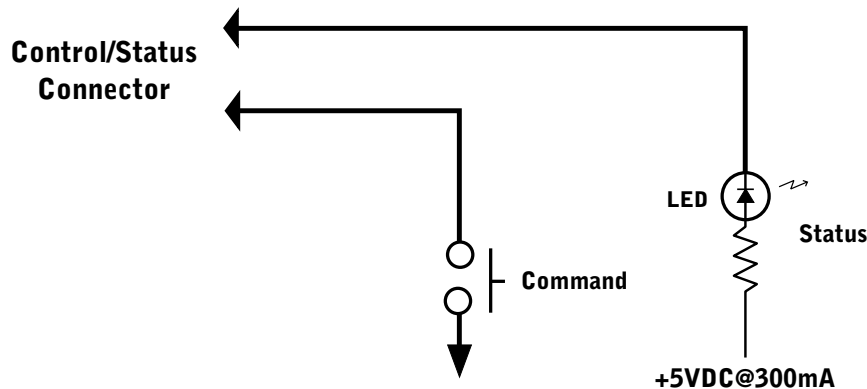 Control/Status
Connector
LED
Status
Command
+5VDC@300mA